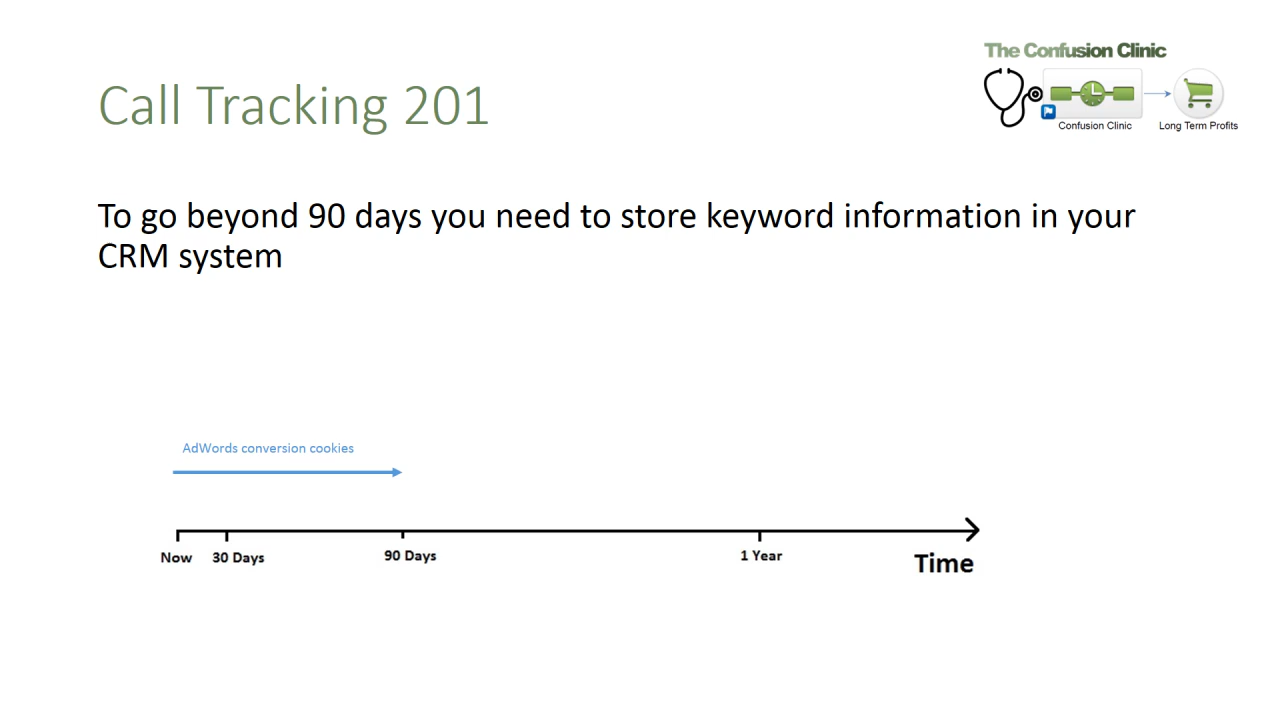 The Confusion Clinic
Confusion Clinic
Long Term Profits
Call Tracking 201
To go beyond 90 days you need to store keyword information in your
CRM system
AdWords conversion cookies
Now
30 Days
90 Days
1 Year
Time